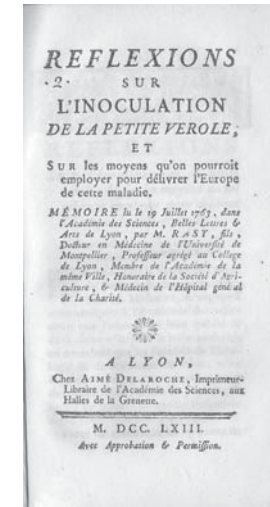 REFLEXIONS
·2· SUR
L'INOCULATION
DE LA PETITE VEROLE,
ET
SUR les moyens qu'on pourroit
employer pour délivrer l'Europe
de cette maladie.
MÉMOIRE lu le 19 Juillet 1763, dans
l'Académie des Sciences, Belles Lettres &
Arts de Lyon, par M. RAST, fils,
Docteur en Médecine de l'Université de
Montpellier, Professeur agrégé au College
de Lyon, Membre de l'Académie de la
même Ville, Honoraire de la Société d'Agri-
culture, & Médecin de l'Hôpital général
de la Charité.
A LYON,
Chez AIMÉ DELAROCHE, Imprimeur-
Libraire de l'Académie des Sciences, aux
Halles de la Grenette.
M. DCC. LXIII.
Avec Approbation & Permission.